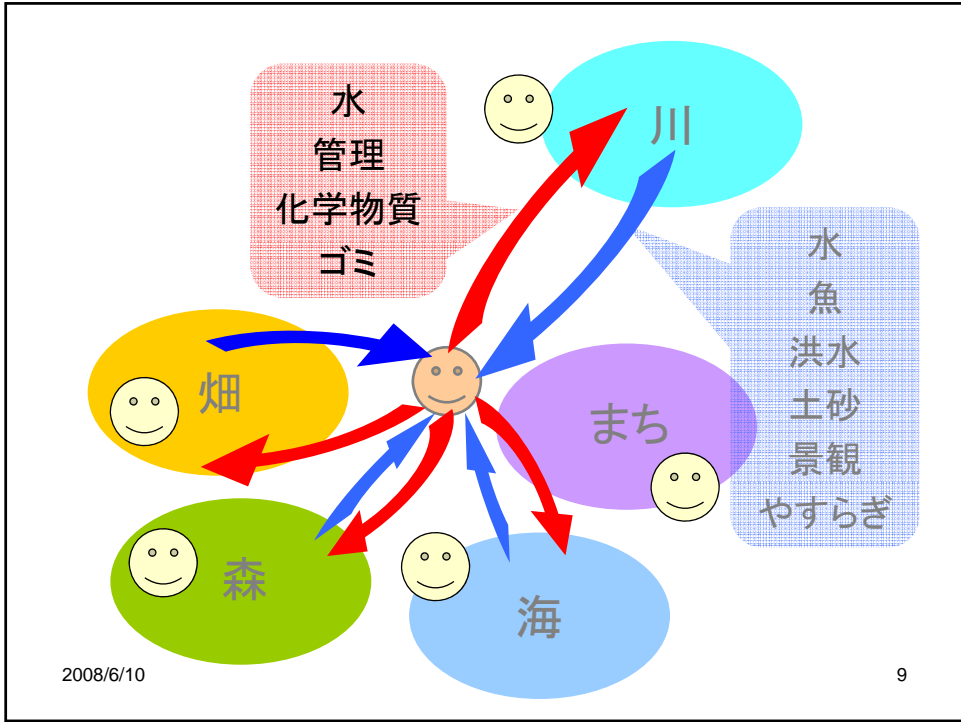 水
管理
化学物質
ゴミ
川
水
魚
洪水
土砂
景観
やすらぎ
畑
まち
森
海
2008/6/10
9